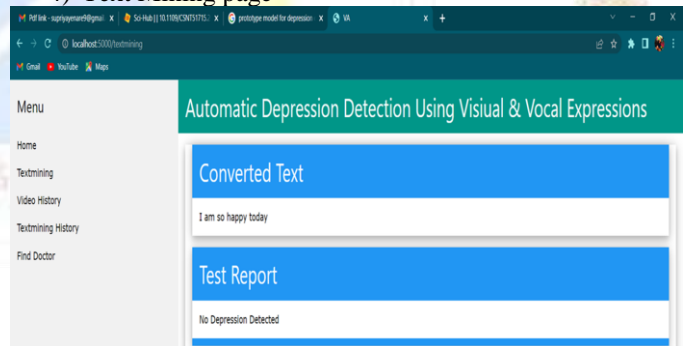 Pdf link - supriyayenare9@gmai
Sci-Hub || 10.1109/CSNT51715.2
prototype model for depression
VA
localhost:5000/textmining
Gmail YouTube Maps
Menu
Home
Textmining
Video History
Textmining History
Find Doctor
Automatic Depression Detection Using Visiual & Vocal Expressions
Converted Text
I am so happy today
Test Report
No Depression Detected